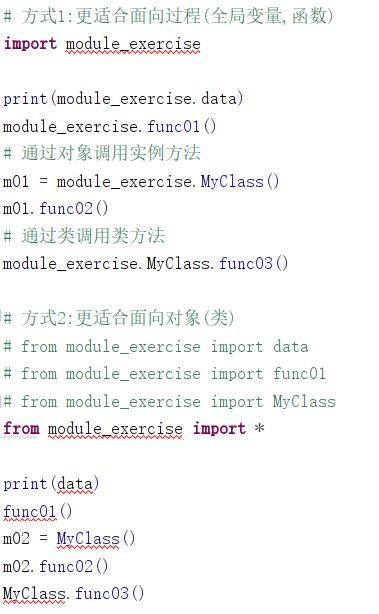 # 方式1:更适合面向过程(全局变量,函数)
import module_exercise
print(module_exercise.data)
module_exercise.func01()
# 通过对象调用实例方法
m01 = module_exercise.MyClass()
m01.func02()
# 通过类调用类方法
module_exercise.MyClass.func03()
# 方式2:更适合面向对象(类)
# from module_exercise import data
# from module_exercise import func01
# from module_exercise import MyClass
from module_exercise import *
print(data)
func01()
m02 = MyClass()
m02.func02()
MyClass.func03()